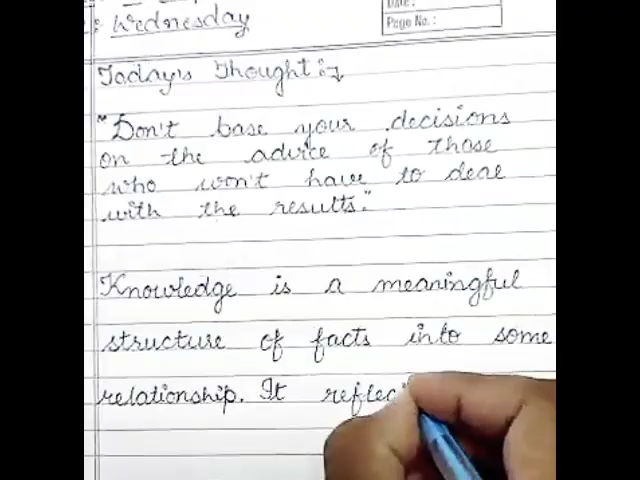 Date:
Page No.:
: Wednesday
Today's Thought:-
"Don't base your decisions
on the advice of those
who won't have to deal
with the results."
Knowledge is a meaningful
structure of facts into some
relationship. It reflec